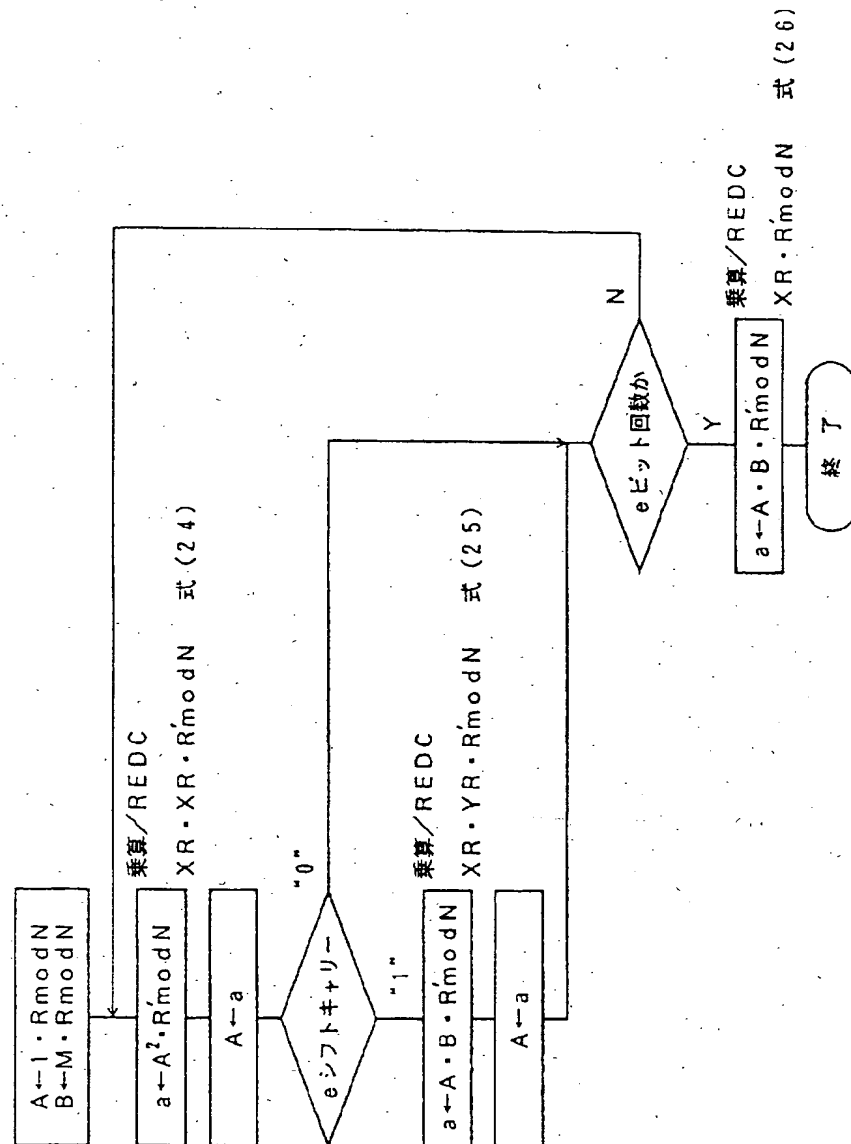 A←1・RmodN
B←M・RmodN
乗算/REDC
a←A²・R'modN
XR・XR・R'modN 式(24)
A←a
eシフトキャリー
"0"
"1"
乗算/REDC
a←A・B・R'modN
XR・YR・R'modN 式(25)
A←a
eビット回数か
N
Y
乗算/REDC
a←A・B・R'modN
XR・R'modN 式(26)
終了